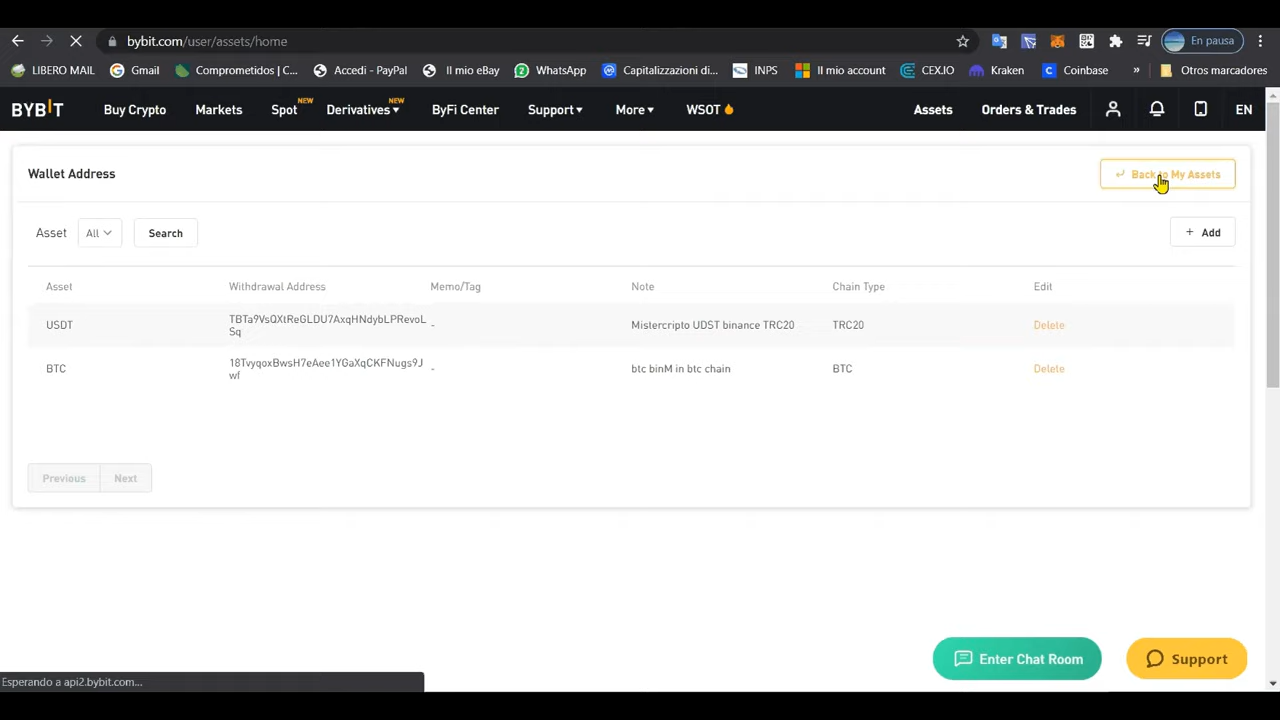 bybit.com/user/assets/home
En pausa
LIBERO MAIL Gmail Comprometidos | C... Accedi - PayPal Il mio eBay WhatsApp Capitalizzazioni di... INPS Il mio account CEX.IO Kraken Coinbase » Otros marcadores
BYBIT Buy Crypto Markets Spot NEW Derivatives NEW ByFi Center Support More WSOT Assets Orders & Trades EN
Wallet Address
Back to My Assets
Asset All Search + Add
Asset Withdrawal Address Memo/Tag Note Chain Type Edit
USDT TBTa9VsQXtReGLDU7AxqHNdybLPRevoL - Mistercripto UDST binance TRC20 TRC20 Delete
Sq
BTC 18TvyqoxBwsH7eAee1YGaXqCKFNugs9J - btc binM in btc chain BTC Delete
wf
Previous Next
Enter Chat Room Support
Esperando a api2.bybit.com...